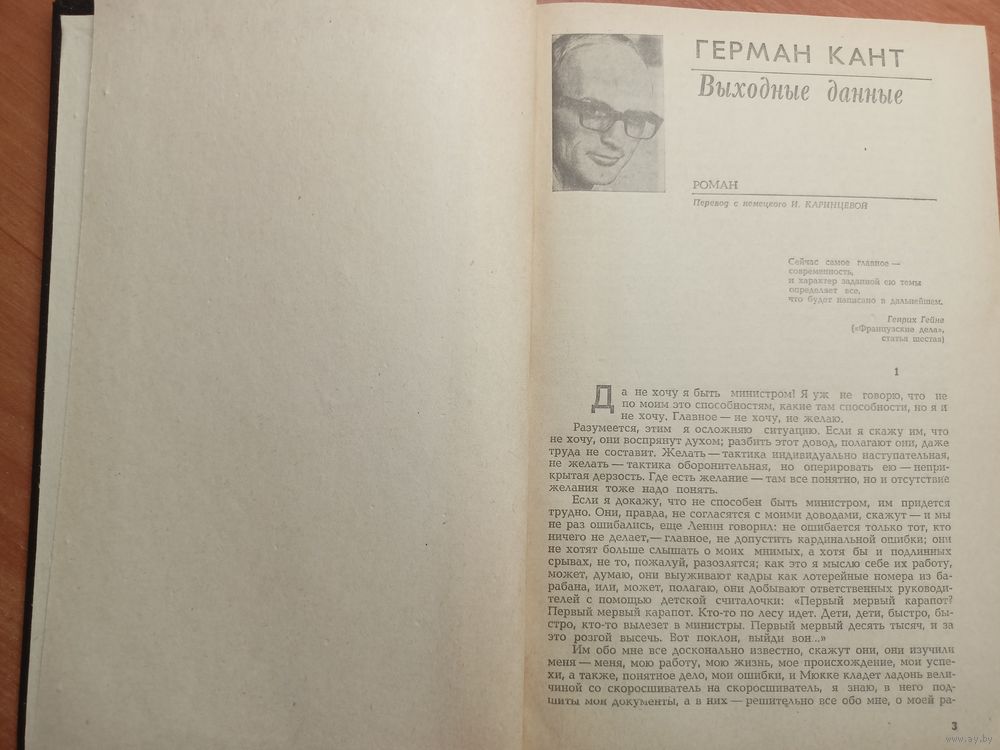 ГЕРМАН КАНТ
Выходные данные
РОМАН
Перевод с немецкого И. КАРИНЦЕВОЙ
Сейчас самое главное —
современность,
и характер заданной ею темы
определяет все,
что будет написано в дальнейшем.
Генрих Гейне
(«Французские дела»,
статья шестая)
1
Да не хочу я быть министром! Я уж не говорю, что не
по моим это способностям, какие там способности, но я и
не хочу. Главное — не хочу, не желаю.
Разумеется, этим я осложняю ситуацию. Если я скажу им, что
не хочу, они воспрянут духом; разбить этот довод, полагают они, даже
труда не составит. Желать — тактика индивидуально наступательная,
не желать — тактика оборонительная, но оперировать ею — непри-
крытая дерзость. Где есть желание — там все понятно, но и отсутствие
желания тоже надо понять.
Если я докажу, что не способен быть министром, им придется
трудно. Они, правда, не согласятся с моими доводами, скажут — и мы
не раз ошибались, еще Ленин говорил: не ошибается только тот, кто
ничего не делает,— главное, не допустить кардинальной ошибки; они
не хотят больше слышать о моих мнимых, а хотя бы и подлинных
срывах, не то, пожалуй, разозлятся; как это я мыслю себе их работу,
может, думаю, они выуживают кадры как лотерейные номера из ба-
рабана, или, может, полагаю, они добывают ответственных руководи-
телей с помощью детской считалочки: «Первый мервый карапот?
Первый мервый карапот. Кто-то по лесу идет. Дети, дети, быстро, бы-
стро, кто-то вылезет в министры. Первый мервый десять тысяч, и за
это розгой высечь. Вот поклон, выйди вон...»
Им обо мне все досконально известно, скажут они, они изучили
меня — меня, мою работу, мою жизнь, мое происхождение, мои успе-
хи, а также, понятное дело, мои ошибки, и Мюкке кладет ладонь вели-
чиной со скоросшиватель на скоросшиватель, я знаю, в него под-
шиты мои документы, а в них — решительно все обо мне, о моей ра-
3
www.ay.by